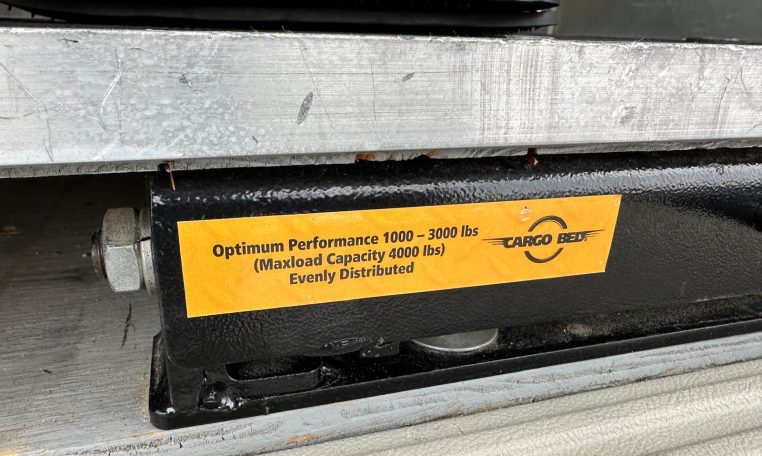 Optimum Performance 1000 – 3000 lbs
(Maxload Capacity 4000 lbs)
Evenly Distributed
CARGO BED